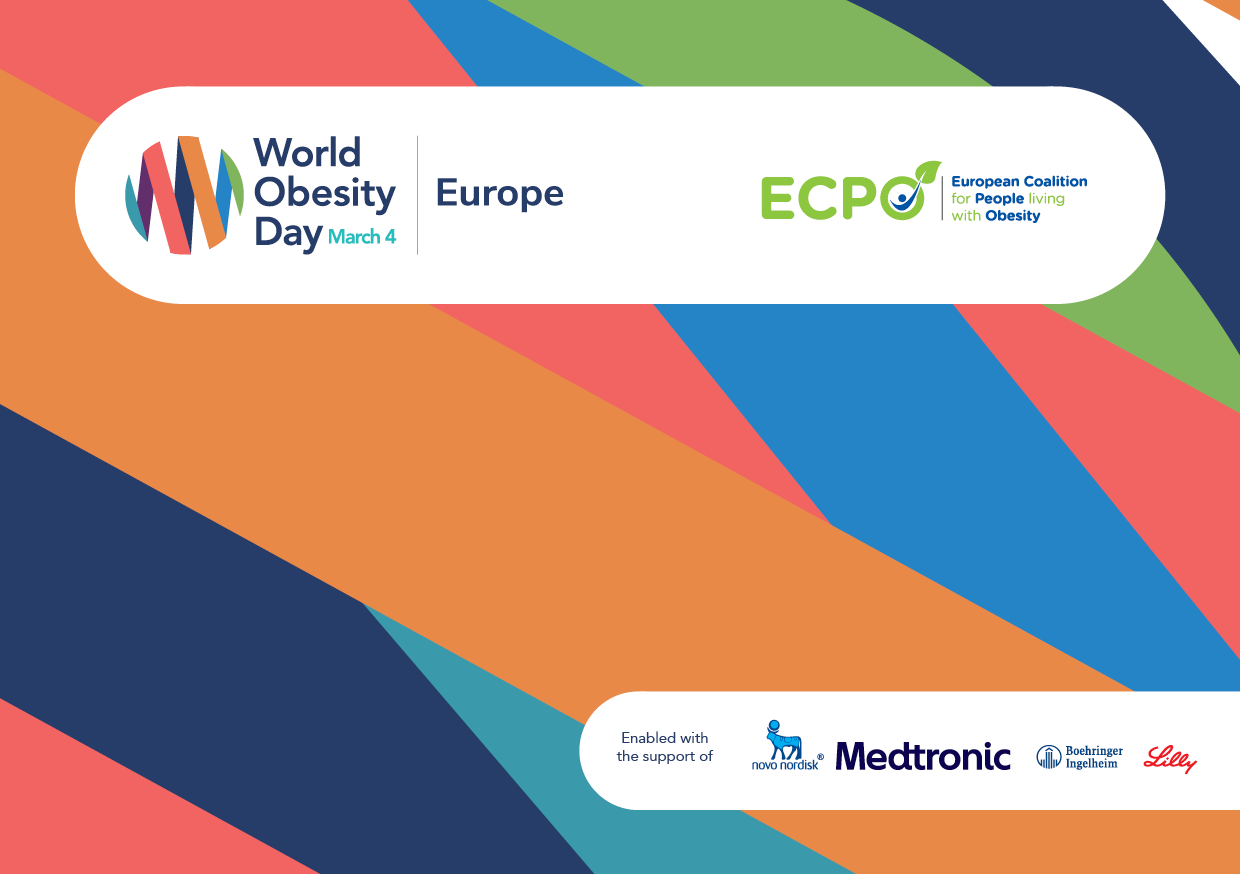 World
Obesity
Day March 4
Europe
ECPO
European Coalition
for People living
with Obesity
Enabled with
the support of
novo nordisk®
Medtronic
Boehringer
Ingelheim
Lilly